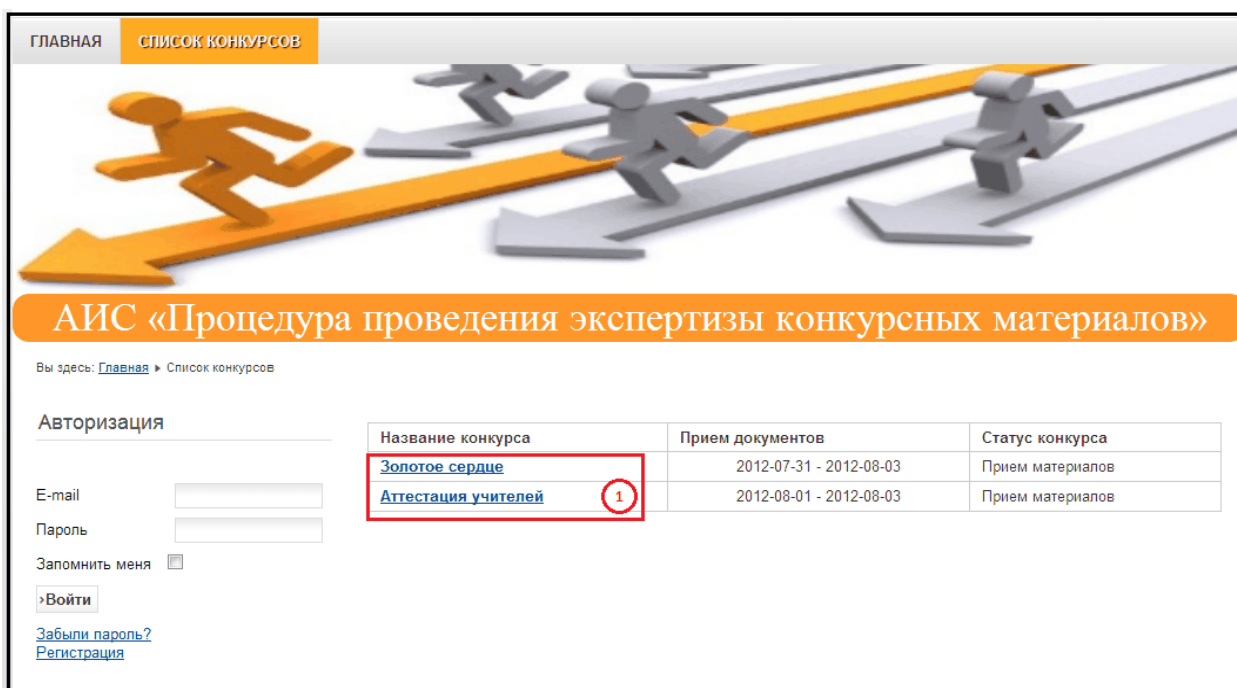 ГЛАВНАЯ СПИСОК КОНКУРСОВ
АИС «Процедура проведения экспертизы конкурсных материалов»
Вы здесь: Главная ▸ Список конкурсов
Авторизация
E-mail
Пароль
Запомнить меня
›Войти
Забыли пароль?
Регистрация
Название конкурса Прием документов Статус конкурса
Золотое сердце 2012-07-31 - 2012-08-03 Прием материалов
Аттестация учителей 1 2012-08-01 - 2012-08-03 Прием материалов